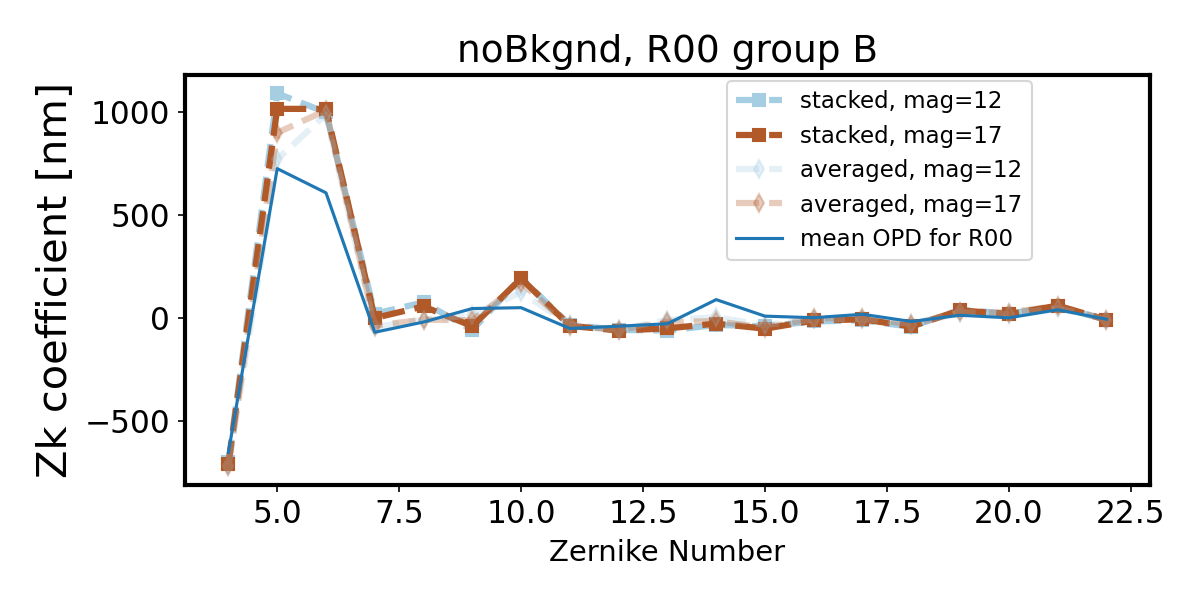 noBkgnd, R00 group B
Zk coefficient [nm]
1000
500
0
−500
stacked, mag=12
stacked, mag=17
averaged, mag=12
averaged, mag=17
mean OPD for R00
5.0 7.5 10.0 12.5 15.0 17.5 20.0 22.5
Zernike Number